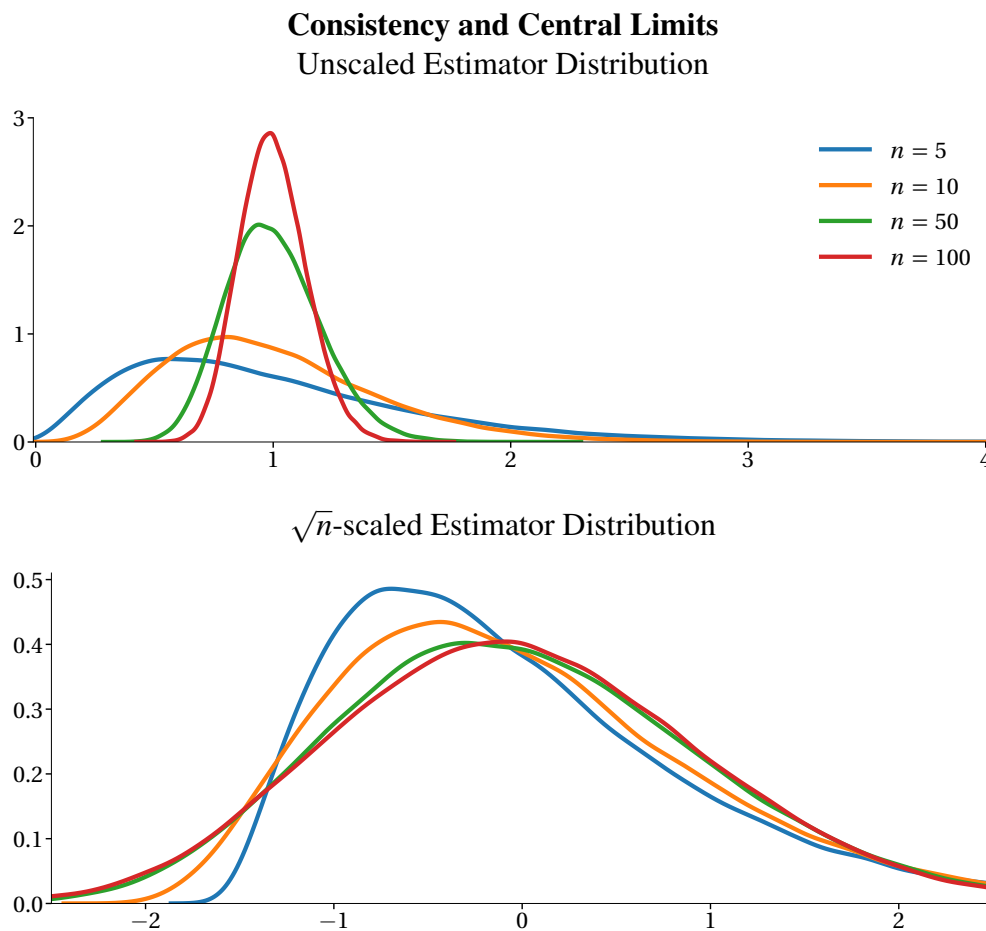 Consistency and Central Limits
Unscaled Estimator Distribution
3
2
1
0
0 1 2 3 4
n = 5
n = 10
n = 50
n = 100
√n-scaled Estimator Distribution
0.5
0.4
0.3
0.2
0.1
0.0
−2 −1 0 1 2